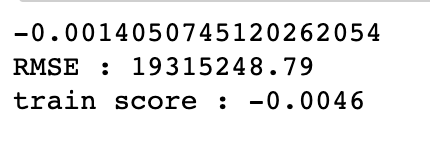 -0.0014050745120262054
RMSE : 19315248.79
train score : -0.0046